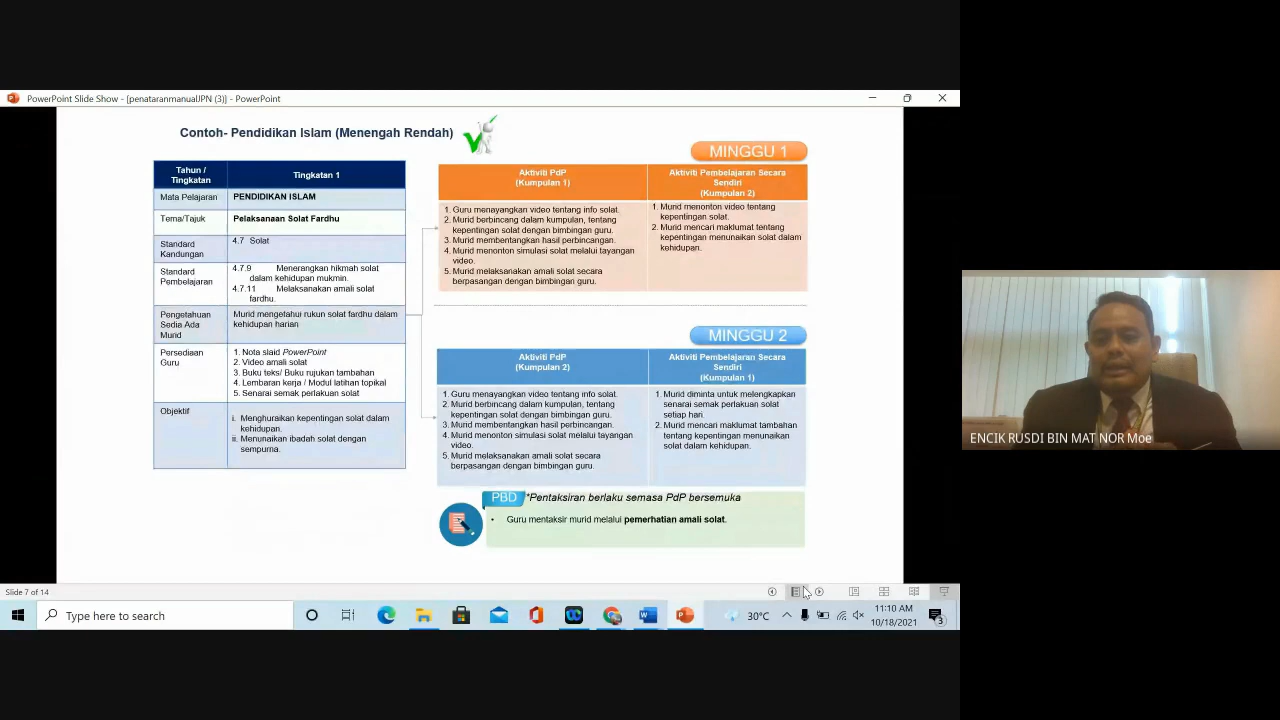 PowerPoint Slide Show - [penataranmanualJPN (3)] - PowerPoint
Contoh- Pendidikan Islam (Menengah Rendah)
Tahun /
Tingkatan
Tingkatan 1
Mata Pelajaran
PENDIDIKAN ISLAM
Tema/Tajuk
Pelaksanaan Solat Fardhu
Standard
Kandungan
4.7 Solat
Standard
Pembelajaran
4.7.9 Menerangkan hikmah solat
dalam kehidupan mukmin.
4.7.11 Melaksanakan amali solat
fardhu.
Pengetahuan
Sedia Ada
Murid
Murid mengetahui rukun solat fardhu dalam
kehidupan harian
Persediaan
Guru
1. Nota slaid PowerPoint
2. Video amali solat
3. Buku teks/ Buku rujukan tambahan
4. Lembaran kerja / Modul latihan topikal
5. Senarai semak perlakuan solat
Objektif
i. Menghuraikan kepentingan solat dalam
kehidupan.
ii. Menunaikan ibadah solat dengan
sempurna.
MINGGU 1
Aktiviti PdP
(Kumpulan 1)
Aktiviti Pembelajaran Secara
Sendiri
(Kumpulan 2)
1. Guru menayangkan video tentang info solat.
2. Murid berbincang dalam kumpulan, tentang
kepentingan solat dengan bimbingan guru.
3. Murid membentangkan hasil perbincangan.
4. Murid menonton simulasi solat melalui tayangan
video.
5. Murid melaksanakan amali solat secara
berpasangan dengan bimbingan guru.
1. Murid menonton video tentang
kepentingan solat.
2. Murid mencari maklumat tentang
kepentingan menunaikan solat dalam
kehidupan.
MINGGU 2
Aktiviti PdP
(Kumpulan 2)
Aktiviti Pembelajaran Secara
Sendiri
(Kumpulan 1)
1. Guru menayangkan video tentang info solat.
2. Murid berbincang dalam kumpulan, tentang
kepentingan solat dengan bimbingan guru.
3. Murid membentangkan hasil perbincangan.
4. Murid menonton simulasi solat melalui tayangan
video.
5. Murid melaksanakan amali solat secara
berpasangan dengan bimbingan guru.
1. Murid diminta untuk melengkapkan
senarai semak perlakuan solat
setiap hari.
2. Murid mencari maklumat tambahan
tentang kepentingan menunaikan
solat dalam kehidupan.
PBD *Pentaksiran berlaku semasa PdP bersemuka
• Guru mentaksir murid melalui pemerhatian amali solat.
ENCIK RUSDI BIN MAT NOR Moe
Slide 7 of 14
Type here to search
30°C
11:10 AM
10/18/2021
3